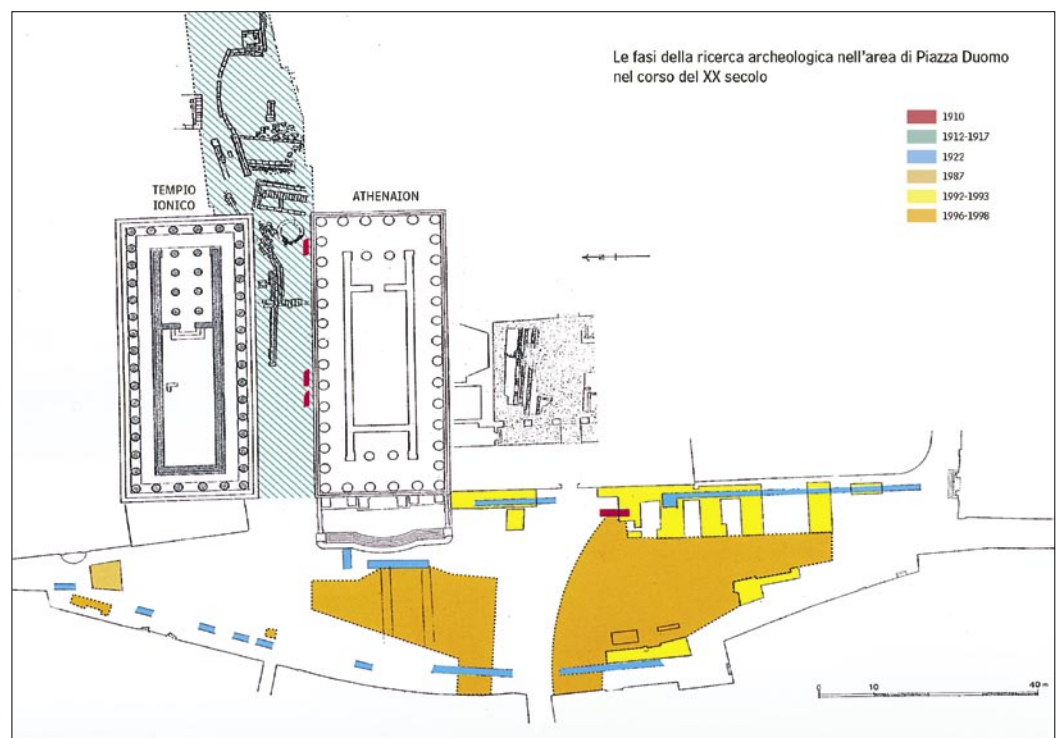 Le fasi della ricerca archeologica nell'area di Piazza Duomo
nel corso del XX secolo
1910
1912-1917
1922
1987
1992-1993
1996-1998
TEMPIO
IONICO
ATHENAION
0 10 40 m